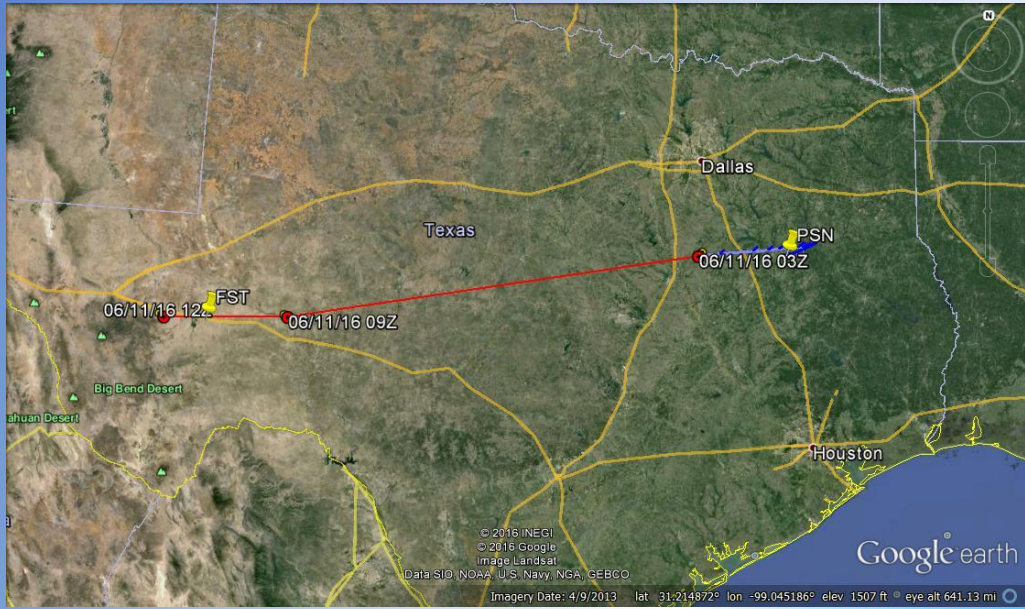 N
Dallas
Texas
PSN
06/11/16 03Z
FST
06/11/16 12Z
06/11/16 09Z
Big Bend Desert
ahuan Desert
Houston
© 2016 INEGI
© 2016 Google
Image Landsat
Data SIO, NOAA, U.S. Navy, NGA, GEBCO
Google earth
Imagery Date: 4/9/2013 lat 31.214872° lon -99.045186° elev 1507 ft eye alt 641.13 mi